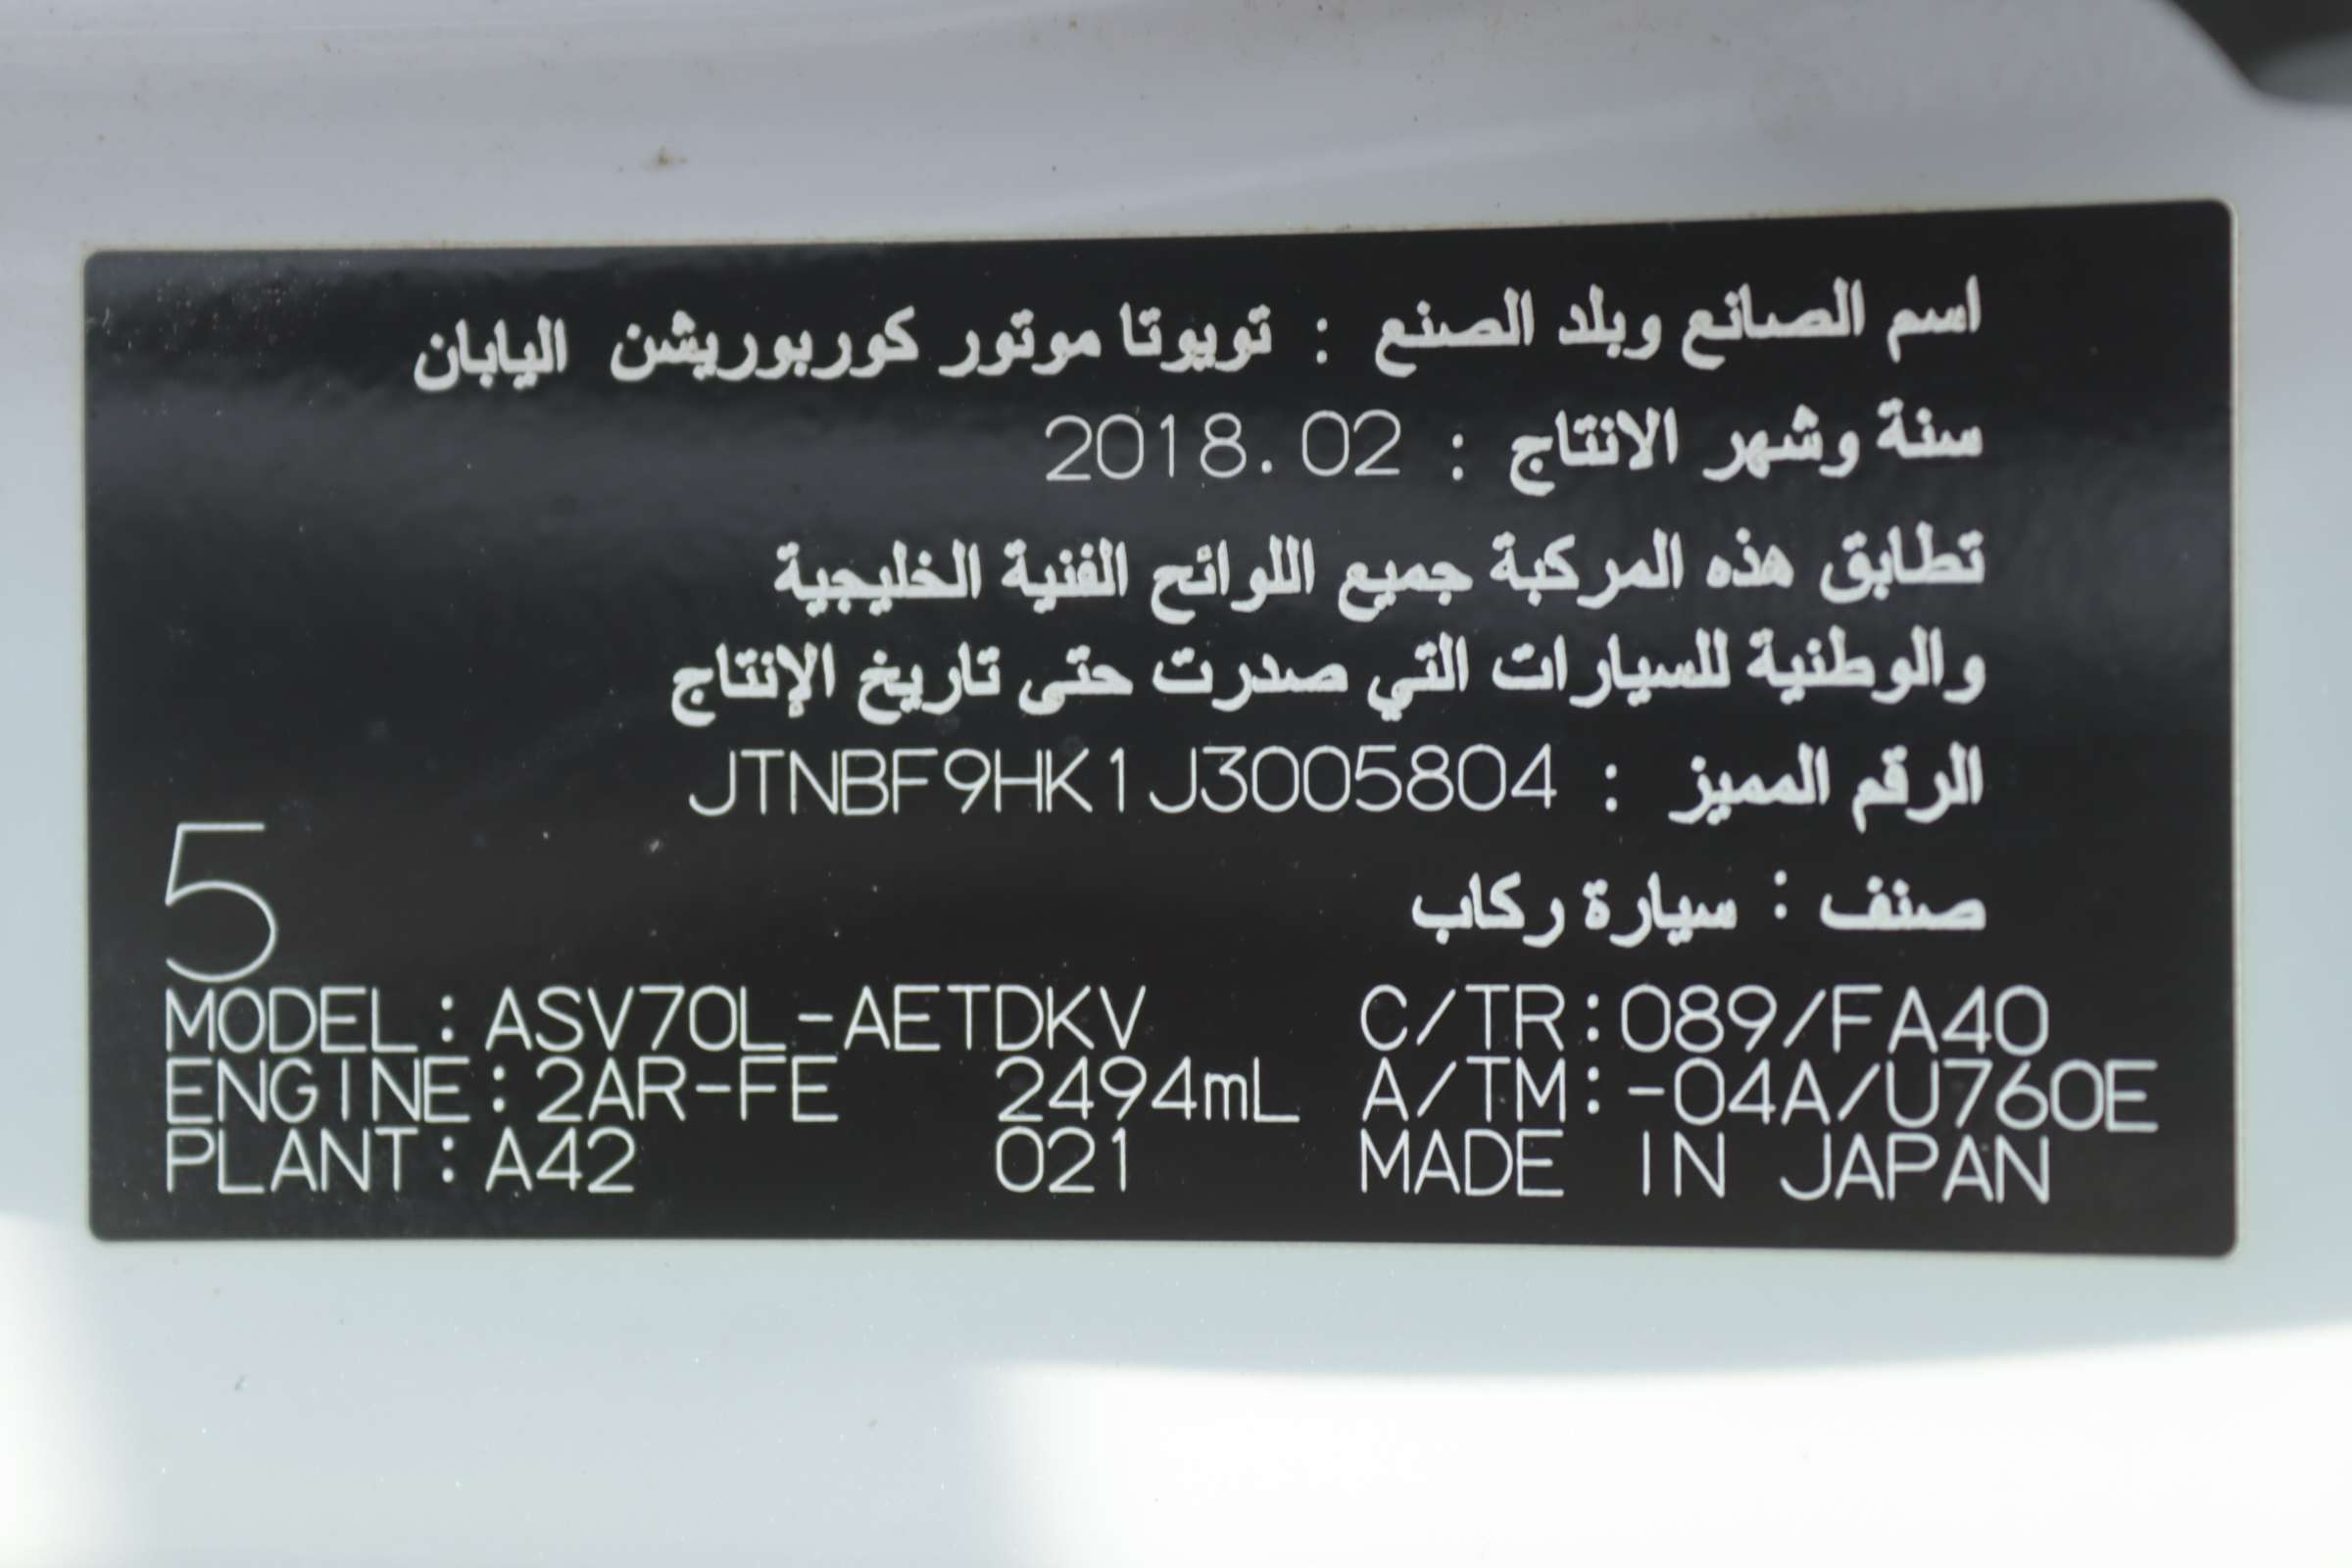 اسم الصانع وبلد الصنع : تويوتا موتور كوربوريشن اليابان
سنة وشهر الانتاج : 2018.02
تطابق هذه المركبة جميع اللوائح الفنية الخليجية
والوطنية للسيارات التي صدرت حتى تاريخ الإنتاج
الرقم المميز : JTNBF9HK1J3005804
صنف : سيارة ركاب
5
MODEL:ASV70L-AETDKV C/TR:089/FA40
ENGINE:2AR-FE 2494mL A/TM:-04A/U760E
PLANT:A42 021 MADE IN JAPAN